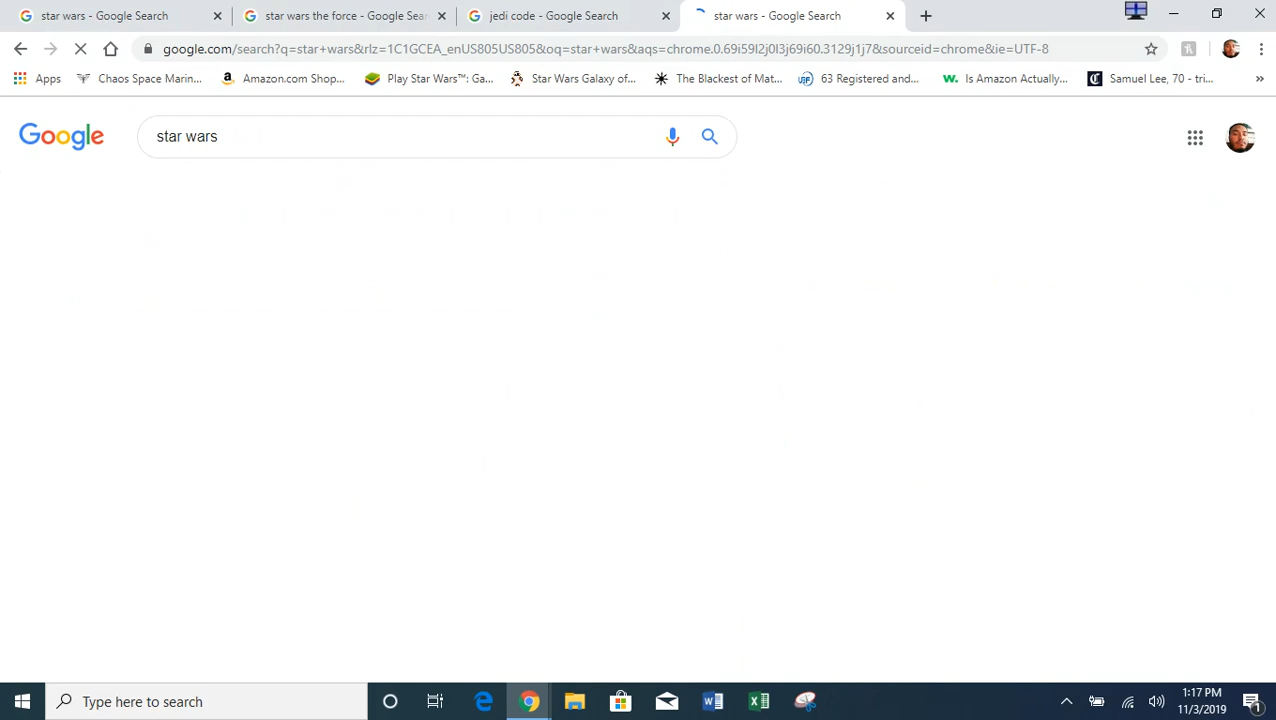 star wars - Google Search star wars the force - Google Sea jedi code - Google Search star wars - Google Search
google.com/search?q=star+wars&rlz=1C1GCEA_enUS805US805&oq=star+wars&aqs=chrome.0.69i59l2j0l3j69i60.3129j1j7&sourceid=chrome&ie=UTF-8
Apps Chaos Space Marin... Amazon.com Shop... Play Star Wars™: Ga... Star Wars Galaxy of... The Blackest of Mat... 63 Registered and... Is Amazon Actually... Samuel Lee, 70 - tri... »
Google star wars
Type here to search
1:17 PM
11/3/2019
1